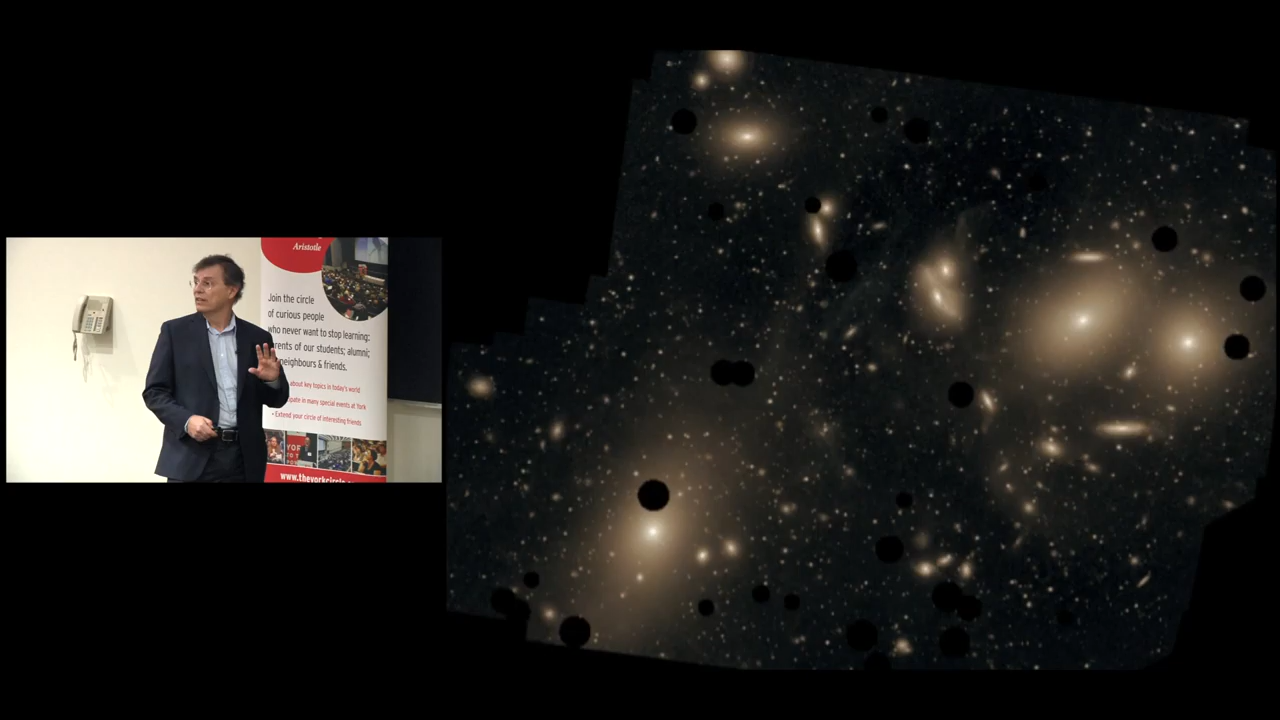 Aristotle
Join the circle
of curious people
who never want to stop learning:
of our students; alumni;
neighbours & friends.
about key topics in today's world
in many special events at York
• Extend your circle of interesting friends
YOR
www.theyorkcircle.